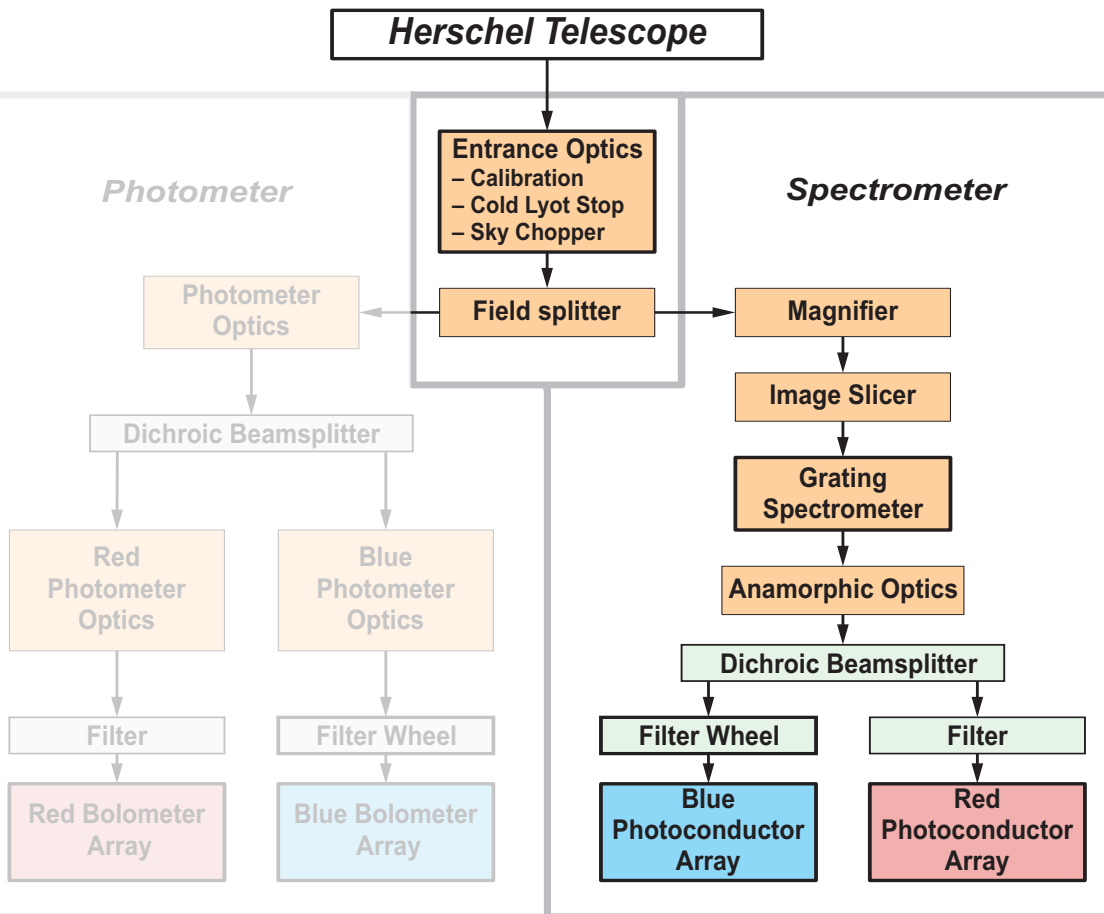 Herschel Telescope
Entrance Optics
– Calibration
– Cold Lyot Stop
– Sky Chopper
Photometer
Spectrometer
Photometer
Optics
Field splitter
Magnifier
Image Slicer
Dichroic Beamsplitter
Grating
Spectrometer
Red
Photometer
Optics
Blue
Photometer
Optics
Anamorphic Optics
Dichroic Beamsplitter
Filter
Filter Wheel
Filter Wheel
Filter
Red Bolometer
Array
Blue Bolometer
Array
Blue
Photoconductor
Array
Red
Photoconductor
Array